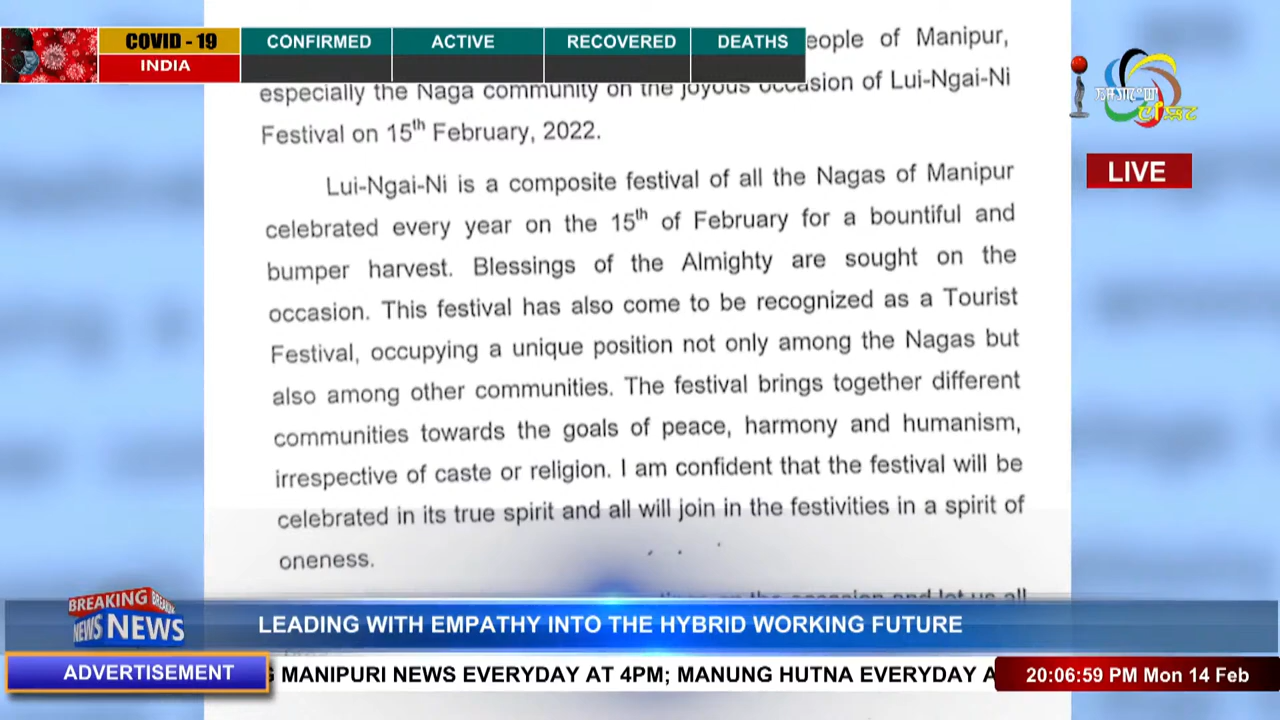 COVID - 19
INDIA
CONFIRMED
ACTIVE
RECOVERED
DEATHS
of Manipur,
especially the Naga community on the joyous occasion of Lui-Ngai-Ni
Festival on 15th February, 2022.
Lui-Ngai-Ni is a composite festival of all the Nagas of Manipur
celebrated every year on the 15th of February for a bountiful and
bumper harvest. Blessings of the Almighty are sought on the
occasion. This festival has also come to be recognized as a Tourist
Festival, occupying a unique position not only among the Nagas but
also among other communities. The festival brings together different
communities towards the goals of peace, harmony and humanism,
irrespective of caste or religion. I am confident that the festival will be
celebrated in its true spirit and all will join in the festivities in a spirit of
oneness.
on the occasion and let us all
LIVE
BREAKING
NEWS NEWS
LEADING WITH EMPATHY INTO THE HYBRID WORKING FUTURE
ADVERTISEMENT
MANIPURI NEWS EVERYDAY AT 4PM; MANUNG HUTNA EVERYDAY
20:06:59 PM Mon 14 Feb